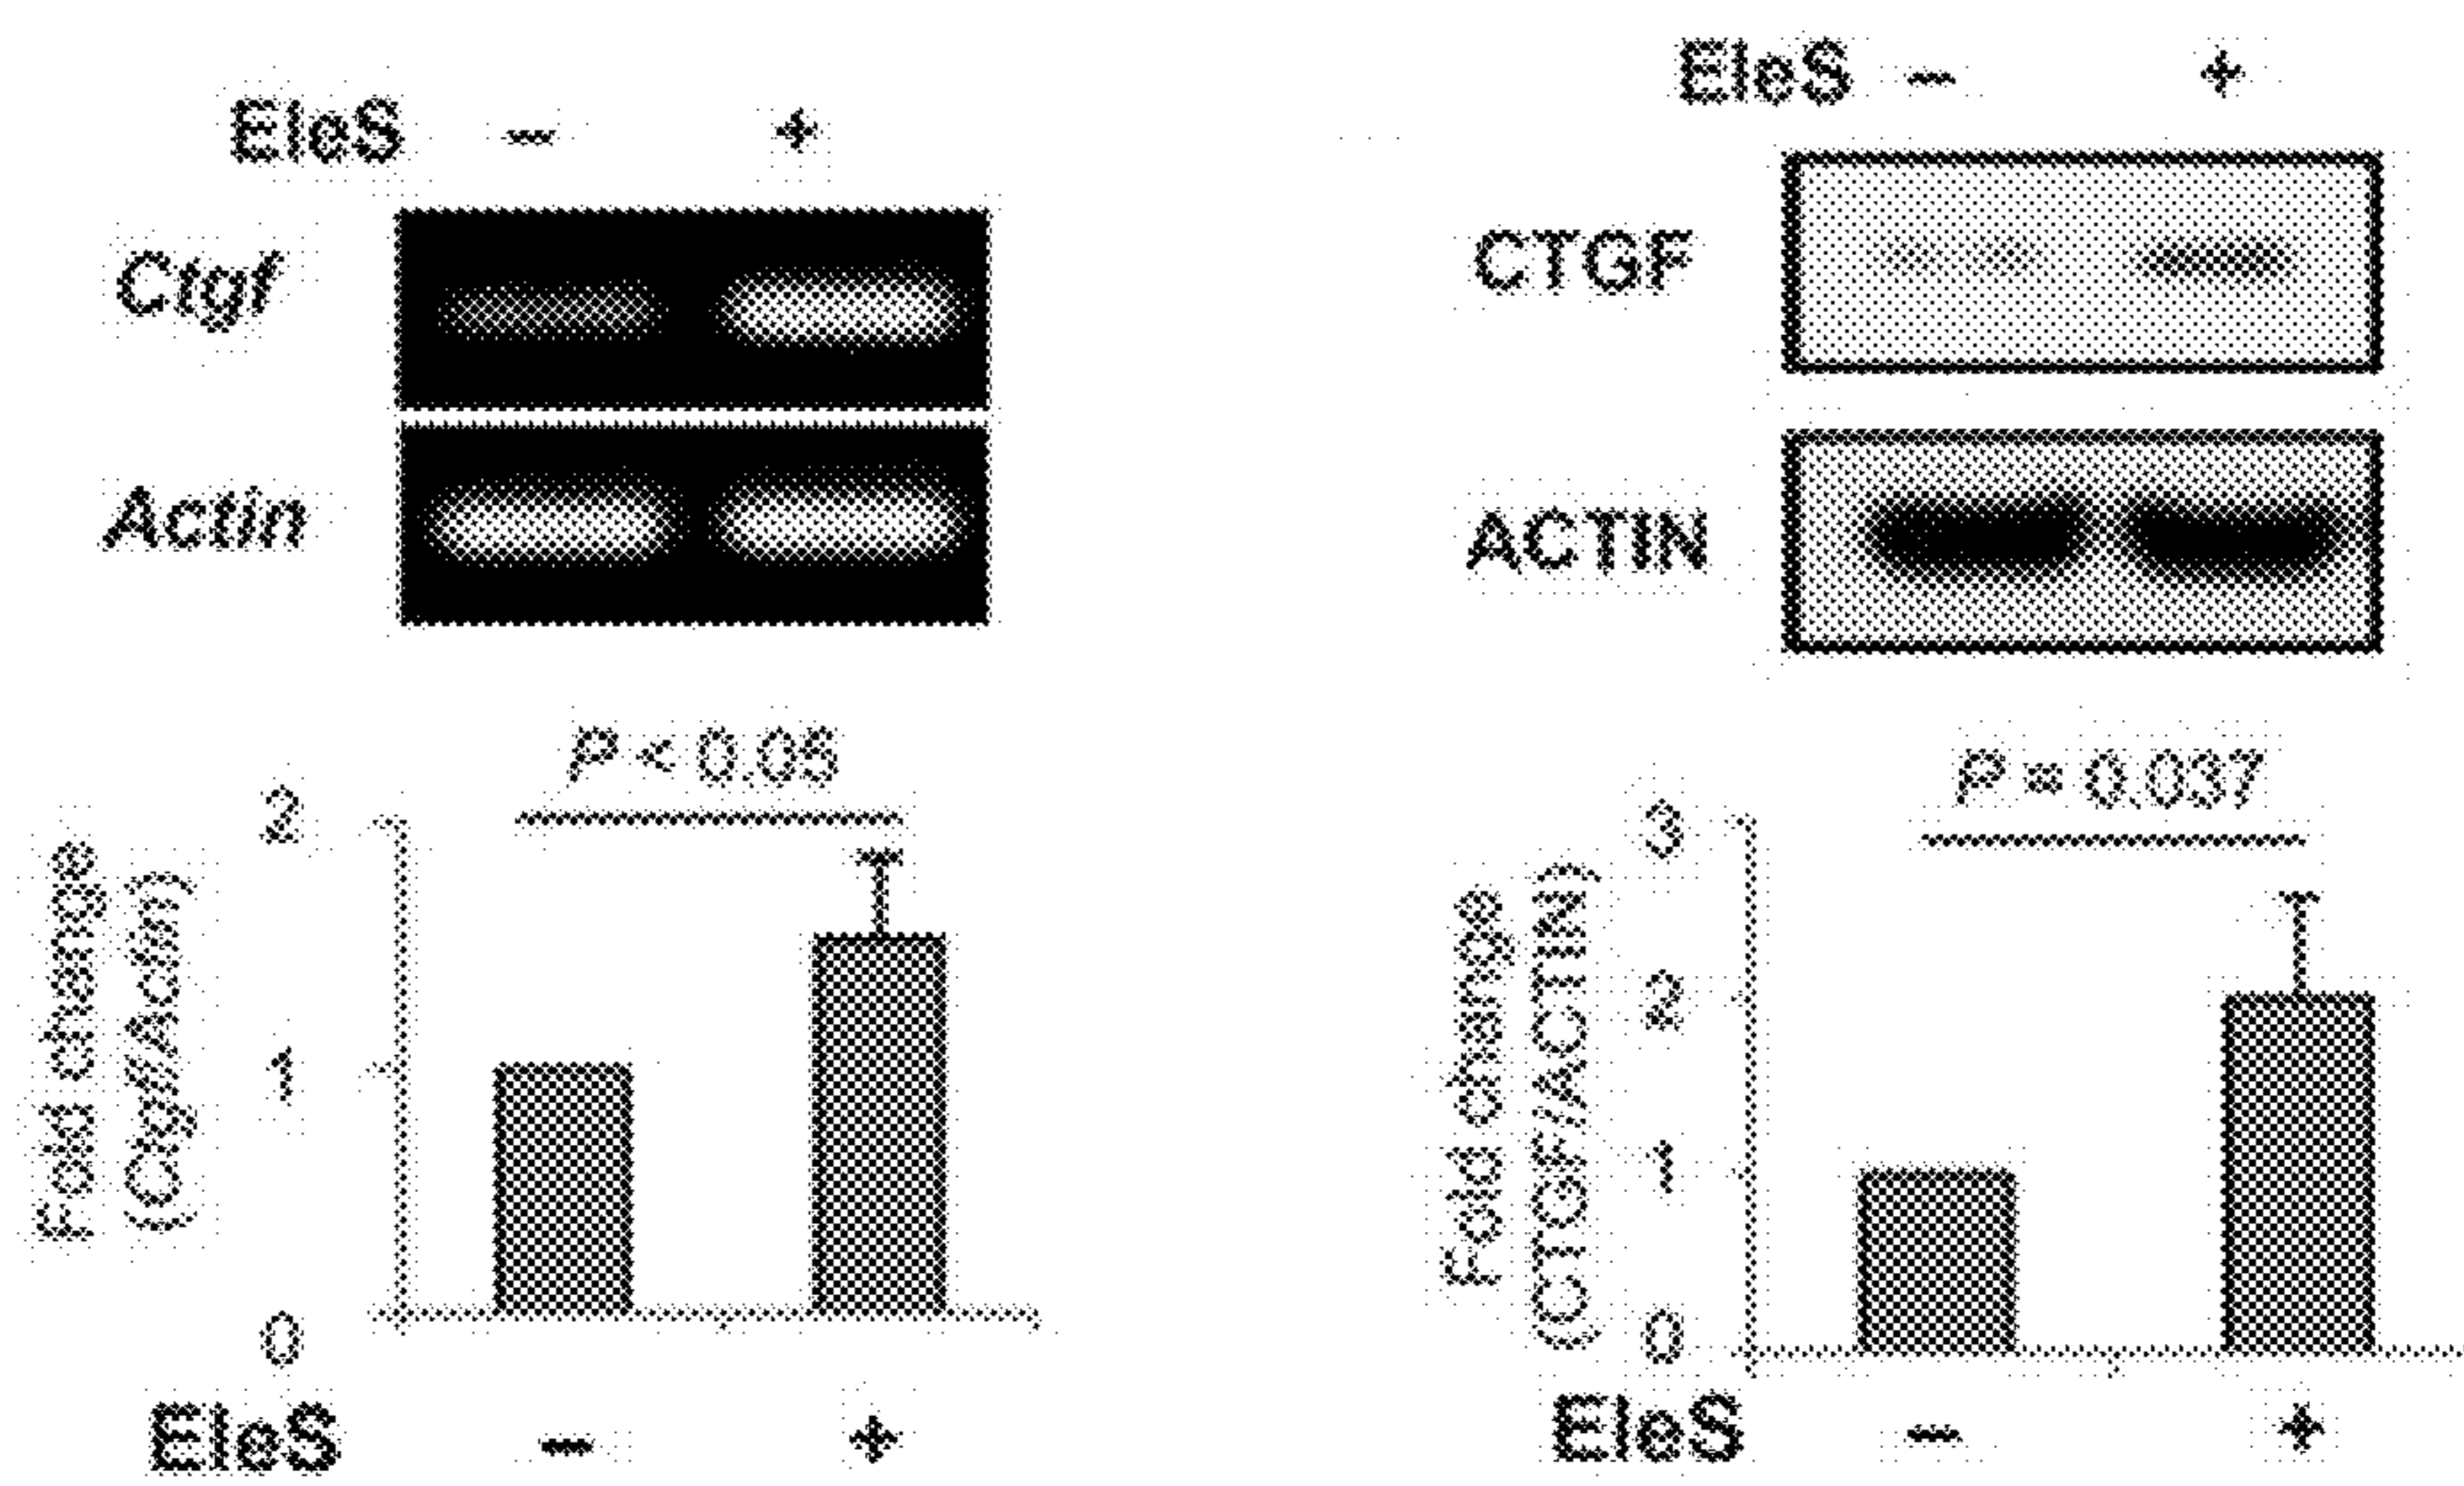 EleS – +
Ctgf
Actin
P < 0.05
Fold change
(Ctgf/Actin)
2
1
0
EleS – +
EleS – +
CTGF
ACTIN
P = 0.037
Fold change
(CTGF/ACTIN)
3
2
1
0
EleS – +